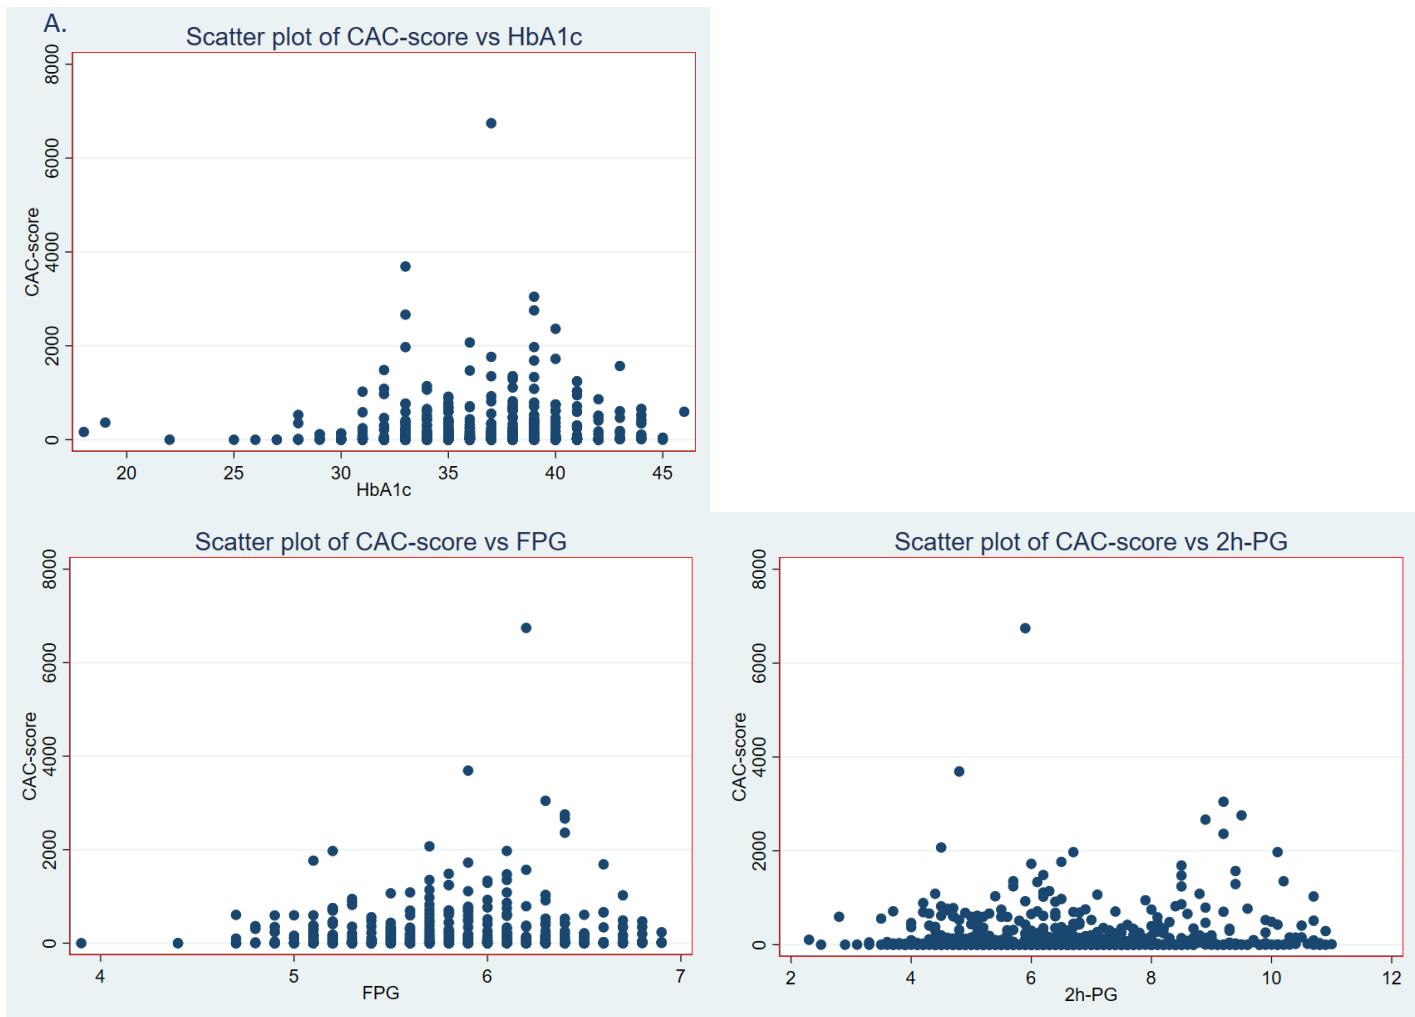 A.
Scatter plot of CAC-score vs HbA1c
8000
6000
4000
2000
0
CAC-score
20 25 30 35 40 45
HbA1c
Scatter plot of CAC-score vs FPG
8000
6000
4000
2000
0
CAC-score
4 5 6 7
FPG
Scatter plot of CAC-score vs 2h-PG
8000
6000
4000
2000
0
CAC-score
2 4 6 8 10 12
2h-PG